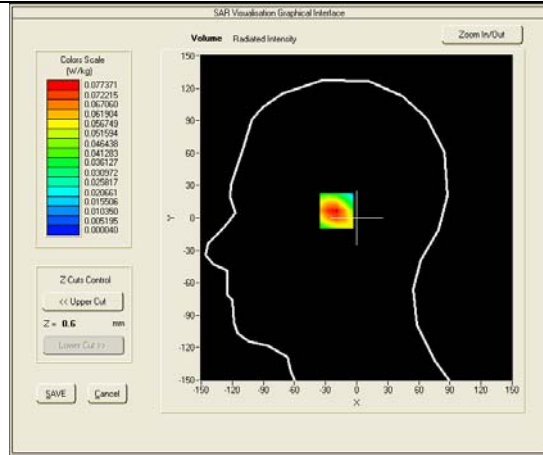 SAR Visualisation Graphical Interface
Volume Radiated Intensity
Zoom In/Out
Colors Scale
(W/kg)
0.077371
0.072215
0.067060
0.061904
0.056749
0.051594
0.046438
0.041283
0.036127
0.030972
0.025817
0.020661
0.015506
0.010350
0.005195
0.000040
Z-Cuts Control
<< Upper Cut
Z = 0.6 mm
Lower Cut >>
SAVE Cancel
150
120
90
60
30
Y 0
-30
-60
-90
-120
-150
-150 -120 -90 -60 -30 0 30 60 90 120 150
X